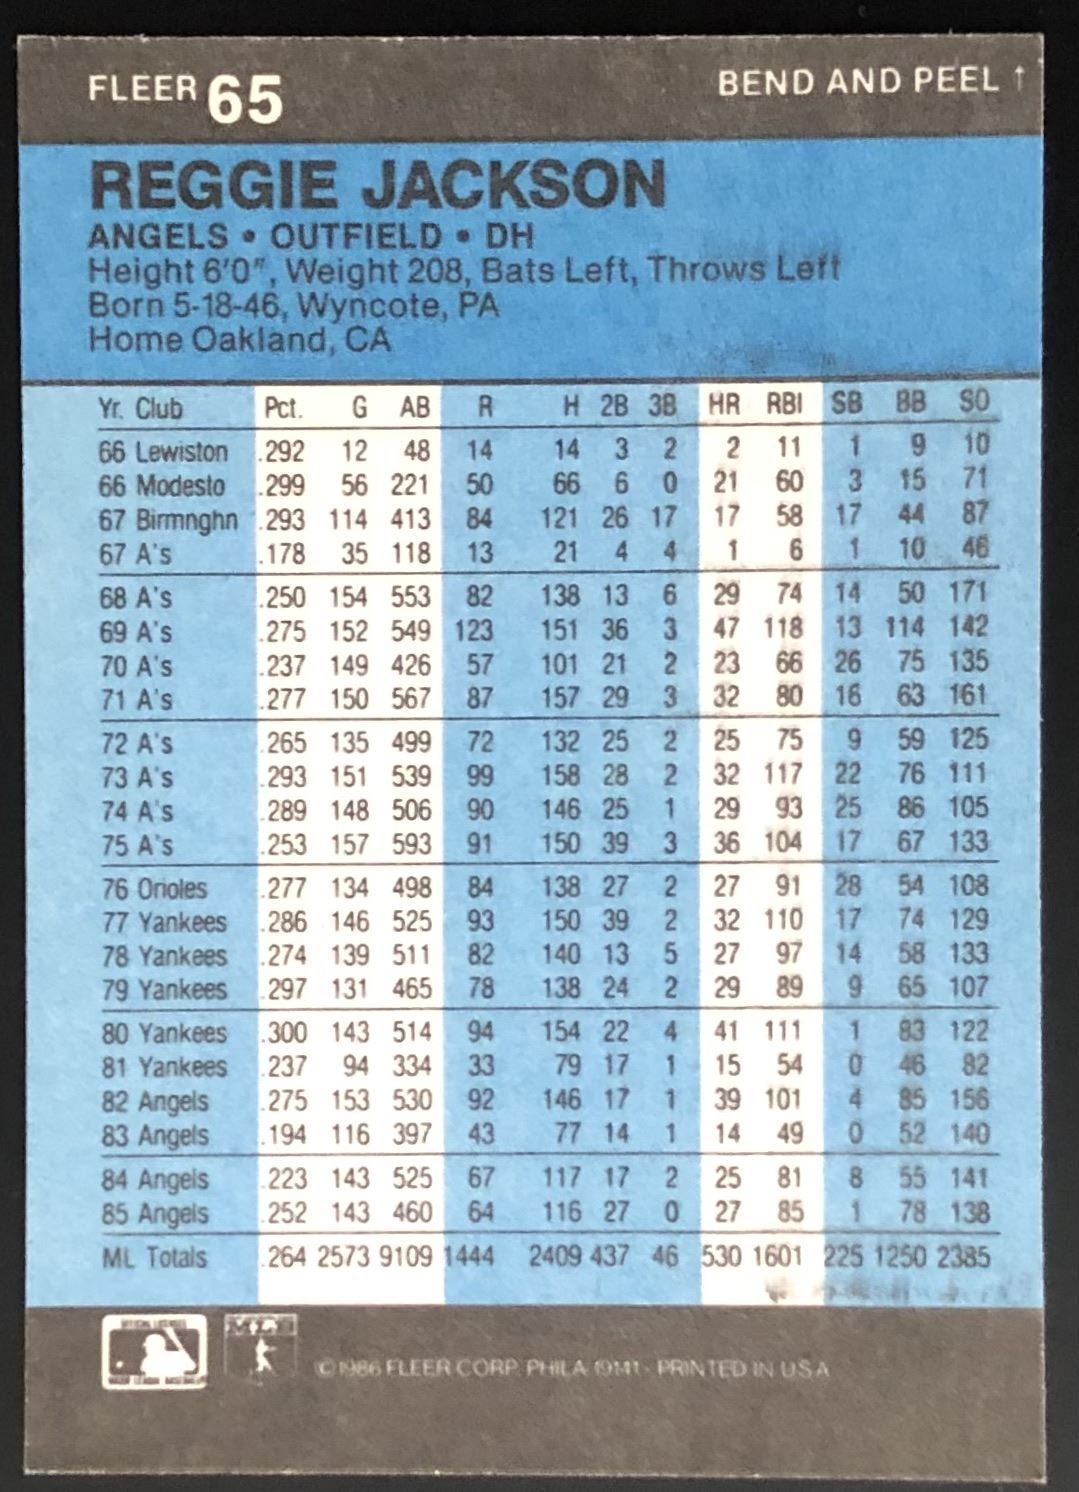 FLEER 65 BEND AND PEEL ↑
REGGIE JACKSON
ANGELS • OUTFIELD • DH
Height 6'0", Weight 208, Bats Left, Throws Left
Born 5-18-46, Wyncote, PA
Home Oakland, CA
Yr. Club Pct. G AB R H 2B 3B HR RBI SB BB SO
66 Lewiston .292 12 48 14 14 3 2 2 11 1 9 10
66 Modesto .299 56 221 50 66 6 0 21 60 3 15 71
67 Birmnghn .293 114 413 84 121 26 17 17 58 17 44 87
67 A's .178 35 118 13 21 4 4 1 6 1 10 46
68 A's .250 154 553 82 138 13 6 29 74 14 50 171
69 A's .275 152 549 123 151 36 3 47 118 13 114 142
70 A's .237 149 426 57 101 21 2 23 66 26 75 135
71 A's .277 150 567 87 157 29 3 32 80 16 63 161
72 A's .265 135 499 72 132 25 2 25 75 9 59 125
73 A's .293 151 539 99 158 28 2 32 117 22 76 111
74 A's .289 148 506 90 146 25 1 29 93 25 86 105
75 A's .253 157 593 91 150 39 3 36 104 17 67 133
76 Orioles .277 134 498 84 138 27 2 27 91 28 54 108
77 Yankees .286 146 525 93 150 39 2 32 110 17 74 129
78 Yankees .274 139 511 82 140 13 5 27 97 14 58 133
79 Yankees .297 131 465 78 138 24 2 29 89 9 65 107
80 Yankees .300 143 514 94 154 22 4 41 111 1 83 122
81 Yankees .237 94 334 33 79 17 1 15 54 0 46 82
82 Angels .275 153 530 92 146 17 1 39 101 4 85 156
83 Angels .194 116 397 43 77 14 1 14 49 0 52 140
84 Angels .223 143 525 67 117 17 2 25 81 8 55 141
85 Angels .252 143 460 64 116 27 0 27 85 1 78 138
ML Totals .264 2573 9109 1444 2409 437 46 530 1601 225 1250 2385
©1986 FLEER CORP. PHILA 19141 - PRINTED IN USA